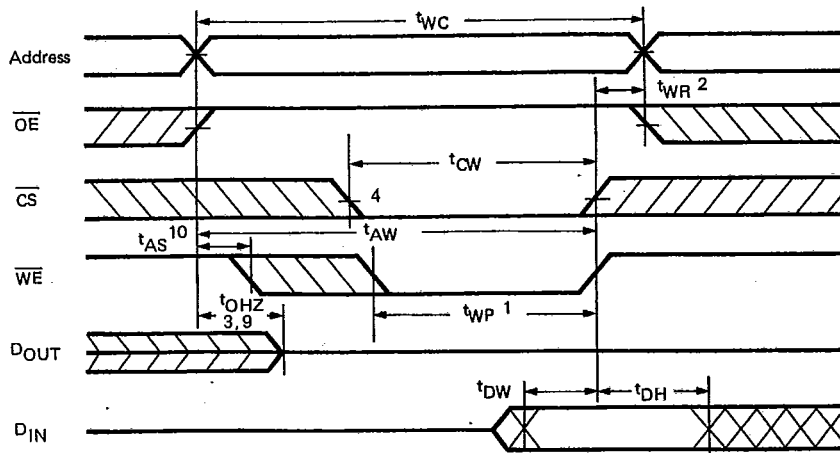 tWC
Address
tWR 2
OE
tCW
CS
4
tAS 10
tAW
WE
tOHZ
3,9
tWP 1
DOUT
tDW
tDH
DIN